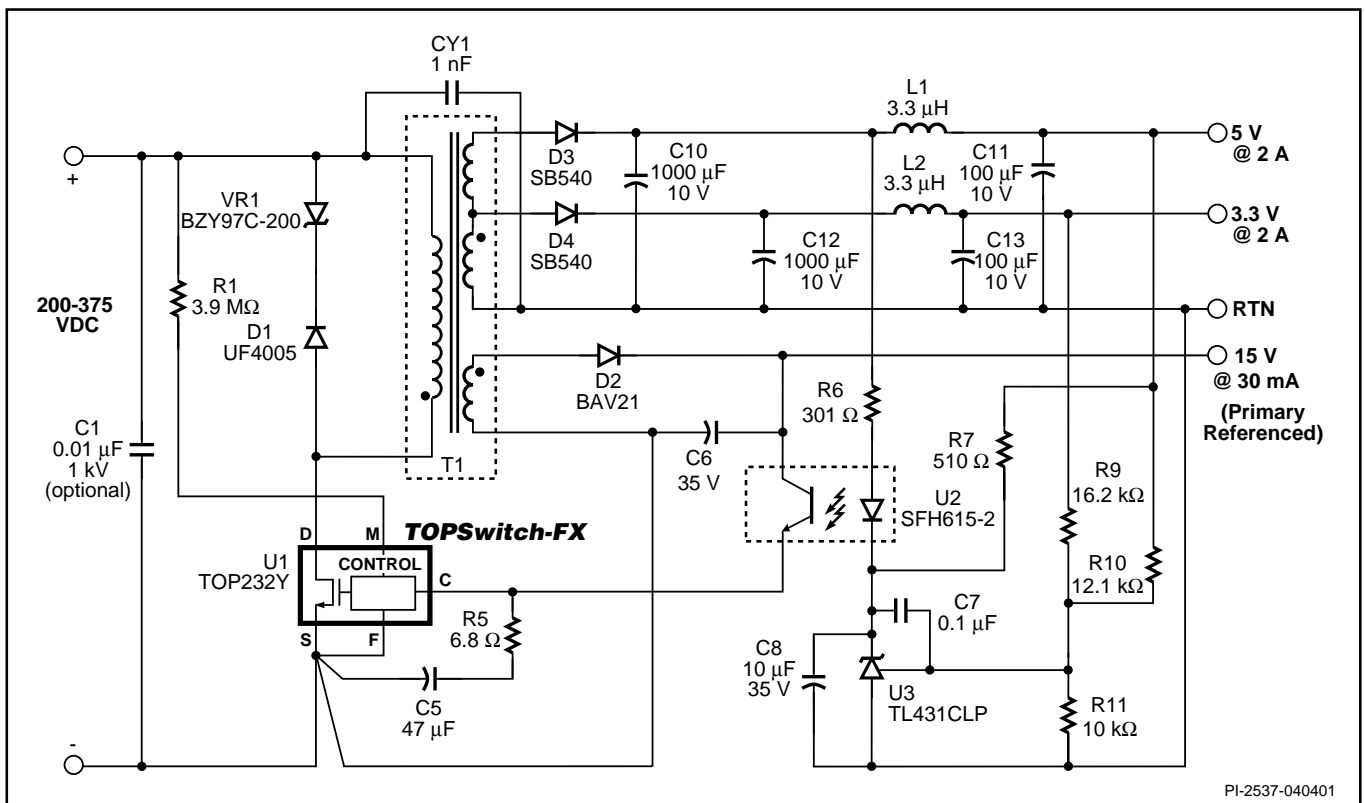 CY1
1 nF
L1
3.3 µH
5 V
@ 2 A
D3
SB540
C10
1000 µF
10 V
L2
3.3 µH
C11
100 µF
10 V
+
VR1
BZY97C-200
3.3 V
@ 2 A
D4
SB540
C12
1000 µF
10 V
C13
100 µF
10 V
R1
3.9 MΩ
200-375
VDC
D1
UF4005
RTN
15 V
@ 30 mA
(Primary
Referenced)
D2
BAV21
R6
301 Ω
C1
0.01 µF
1 kV
(optional)
T1
C6
35 V
R7
510 Ω
R9
16.2 kΩ
U2
SFH615-2
TOPSwitch-FX
D
M
U1
TOP232Y
CONTROL
C
R10
12.1 kΩ
S
F
R5
6.8 Ω
C7
0.1 µF
C8
10 µF
35 V
U3
TL431CLP
C5
47 µF
R11
10 kΩ
-
PI-2537-040401